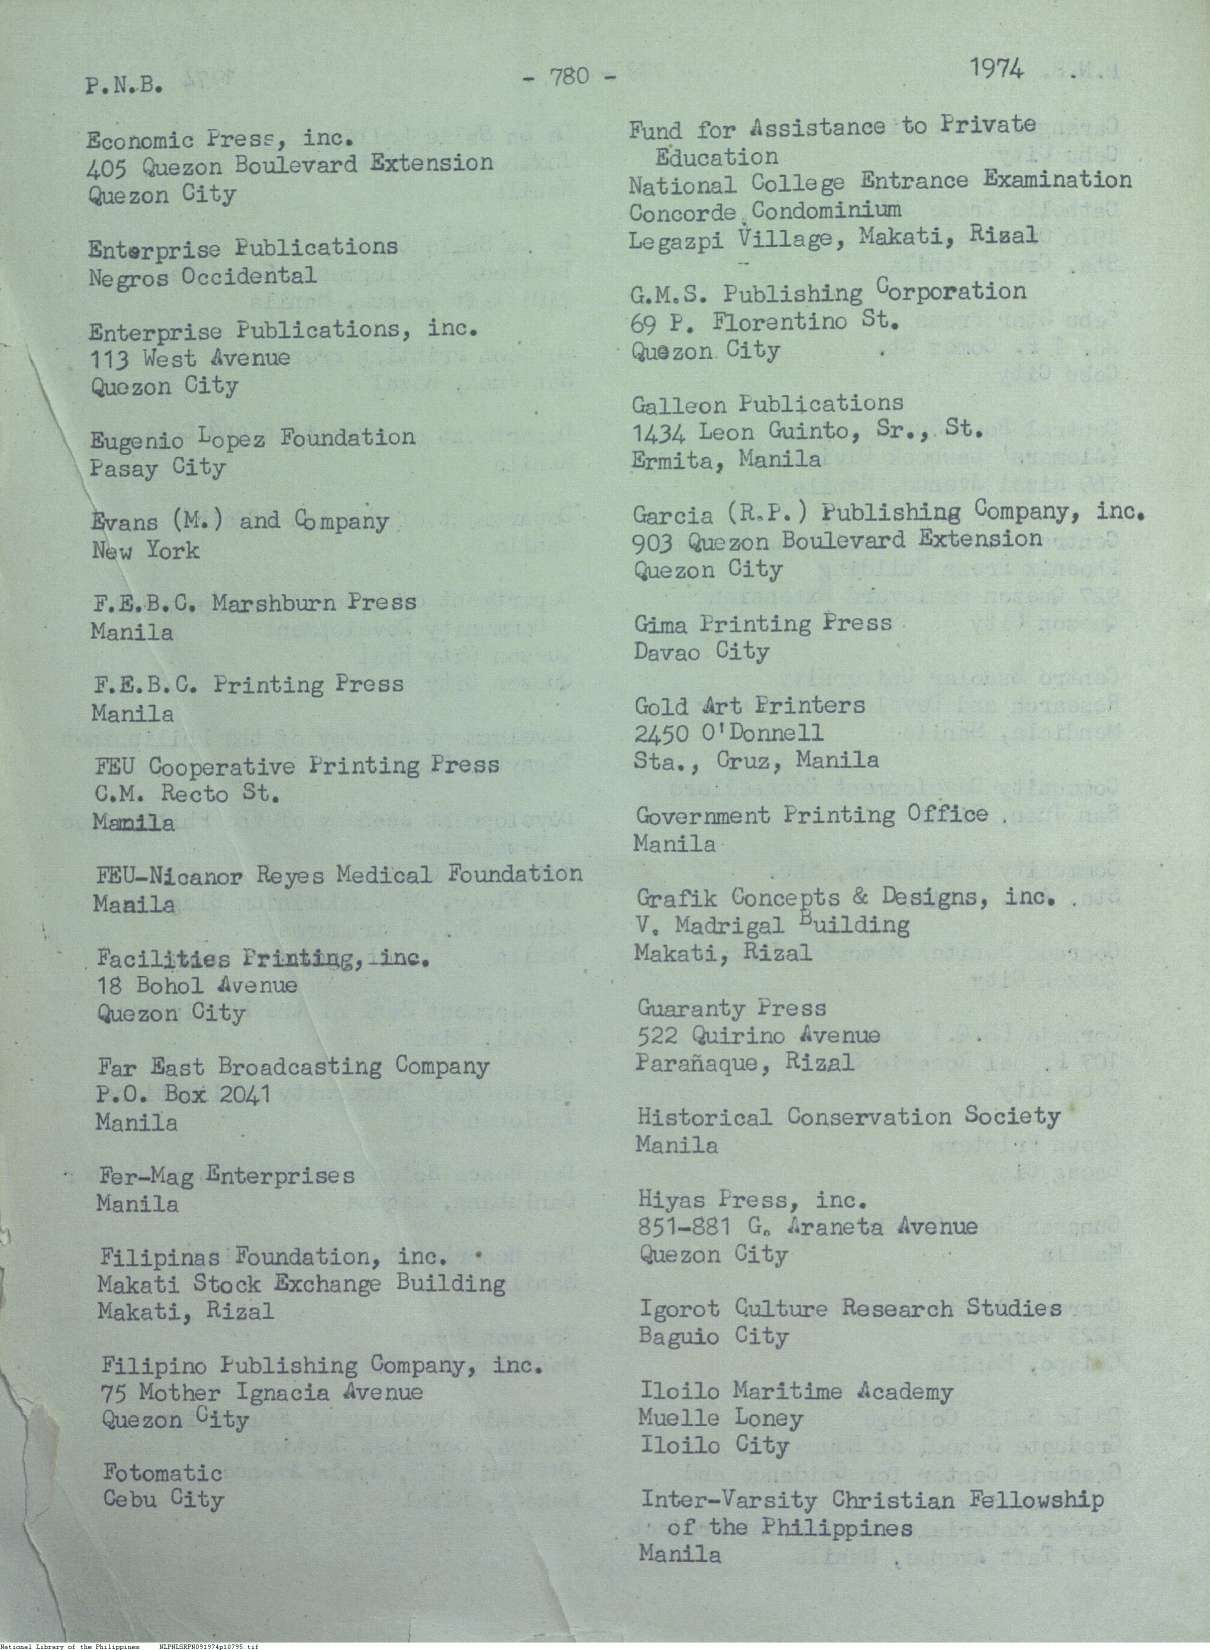 P.N.B.
- 780 -
1974
Economic Press, inc.
405 Quezon Boulevard Extension
Quezon City
Enterprise Publications
Negros Occidental
Enterprise Publications, inc.
113 West Avenue
Quezon City
Eugenio Lopez Foundation
Pasay City
Evans (M.) and Company
New York
F.E.B.C. Marshburn Press
Manila
F.E.B.C. Printing Press
Manila
FEU Cooperative Printing Press
C.M. Recto St.
Manila
FEU-Nicanor Reyes Medical Foundation
Manila
Facilities Printing, inc.
18 Bohol Avenue
Quezon City
Far East Broadcasting Company
P.O. Box 2041
Manila
Fer-Mag Enterprises
Manila
Filipinas Foundation, inc.
Makati Stock Exchange Building
Makati, Rizal
Filipino Publishing Company, inc.
75 Mother Ignacia Avenue
Quezon City
Fotomatic
Cebu City
Fund for Assistance to Private
Education
National College Entrance Examination
Concorde Condominium
Legazpi Village, Makati, Rizal
G.M.S. Publishing Corporation
69 P. Florentino St.
Quezon City
Galleon Publications
1434 Leon Guinto, Sr., St.
Ermita, Manila
Garcia (R.P.) Publishing Company, inc.
903 Quezon Boulevard Extension
Quezon City
Gima Printing Press
Davao City
Gold Art Printers
2450 O'Donnell
Sta., Cruz, Manila
Government Printing Office
Manila
Grafik Concepts & Designs, inc.
V. Madrigal Building
Makati, Rizal
Guaranty Press
522 Quirino Avenue
Parañaque, Rizal
Historical Conservation Society
Manila
Hiyas Press, inc.
851-881 G. Araneta Avenue
Quezon City
Igorot Culture Research Studies
Baguio City
Iloilo Maritime Academy
Muelle Loney
Iloilo City
Inter-Varsity Christian Fellowship
of the Philippines
Manila
National Library of the Philippines NLPNLSRPN091974p10795.tif